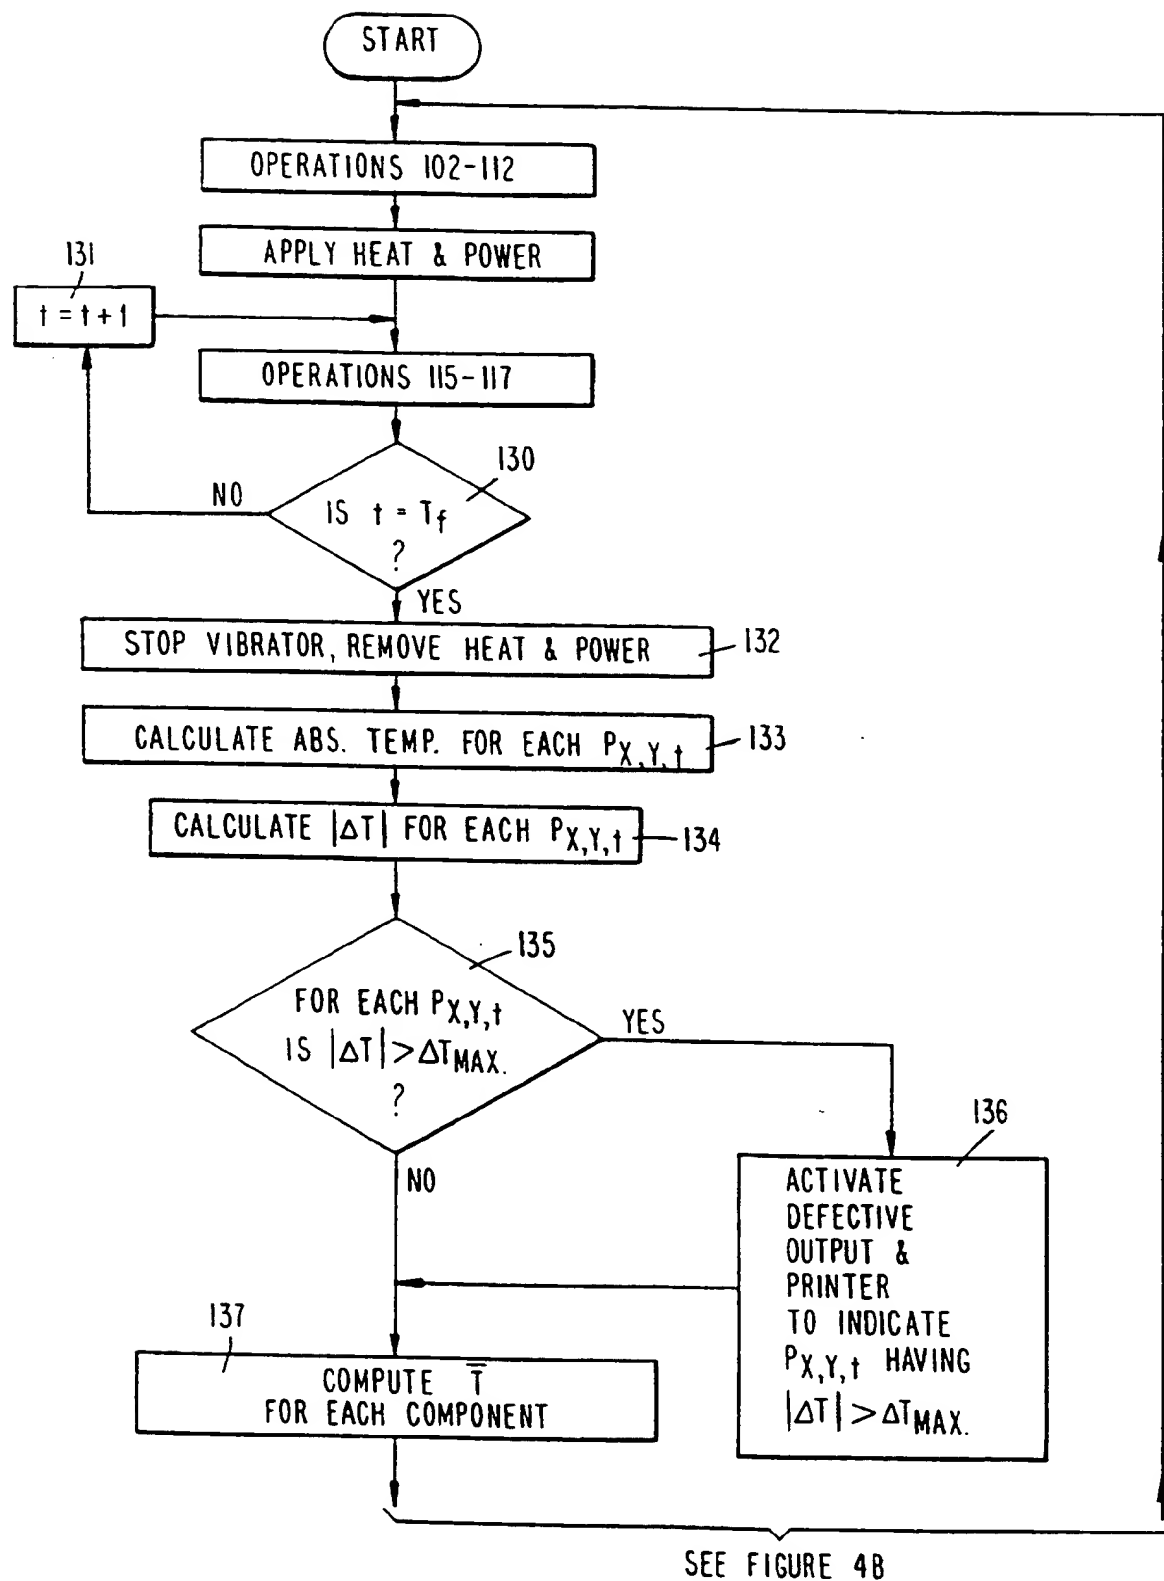 START
OPERATIONS 102-112
APPLY HEAT & POWER
131
t = t + 1
OPERATIONS 115-117
130
NO
IS t = Tf
?
YES
STOP VIBRATOR, REMOVE HEAT & POWER
132
CALCULATE ABS. TEMP. FOR EACH PX,Y,t
133
CALCULATE |ΔT| FOR EACH PX,Y,t
134
135
FOR EACH PX,Y,t
IS |ΔT| > ΔTMAX.
?
YES
NO
136
ACTIVATE
DEFECTIVE
OUTPUT &
PRINTER
TO INDICATE
PX,Y,t HAVING
|ΔT| > ΔTMAX.
137
COMPUTE T̅
FOR EACH COMPONENT
SEE FIGURE 4B